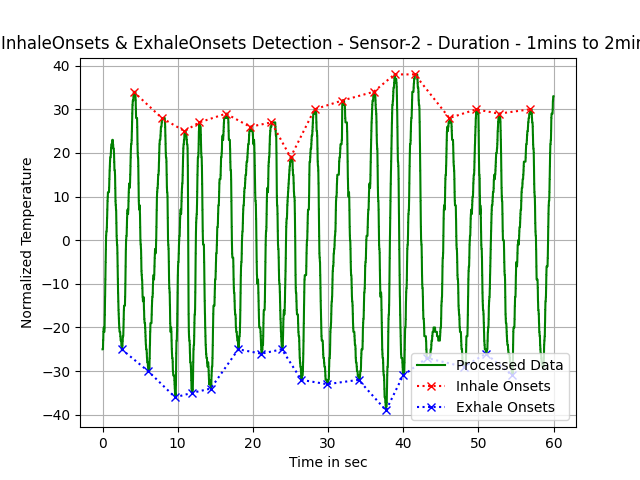 InhaleOnsets & ExhaleOnsets Detection - Sensor-2 - Duration - 1mins to 2min
Normalized Temperature
40
30
20
10
0
−10
−20
−30
−40
Processed Data
Inhale Onsets
Exhale Onsets
0 10 20 30 40 50 60
Time in sec